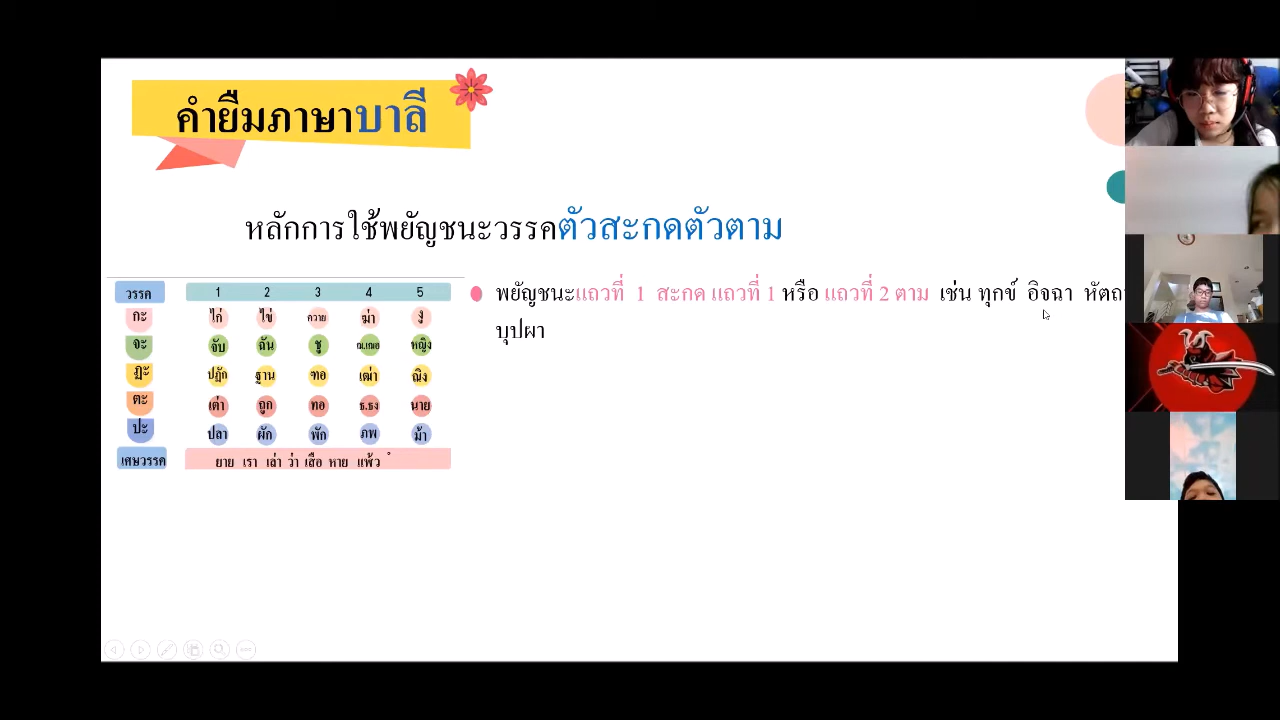 คำยืมภาษาบาลี
หลักการใช้พยัญชนะวรรคตัวสะกดตัวตาม
วรรค 1 2 3 4 5
กะ ไก่ ไข่ ควาย ฆ่า งู
จะ จับ ฉัน ชู ฌ.เฌอ หญิง
ฏะ ปฏัก ฐาน ฑอ เฒ่า ณิง
ตะ เต่า ถูก ทอ ธ.ธง นาย
ปะ ปลา ผัก พัก ภพ ม้า
เศษวรรค ยาย เรา เล่า ว่า เสือ หาย แพ้ว ํ
พยัญชนะแถวที่ 1 สะกด แถวที่ 1 หรือ แถวที่ 2 ตาม เช่น ทุกข์ อิจฉา
บุปผา